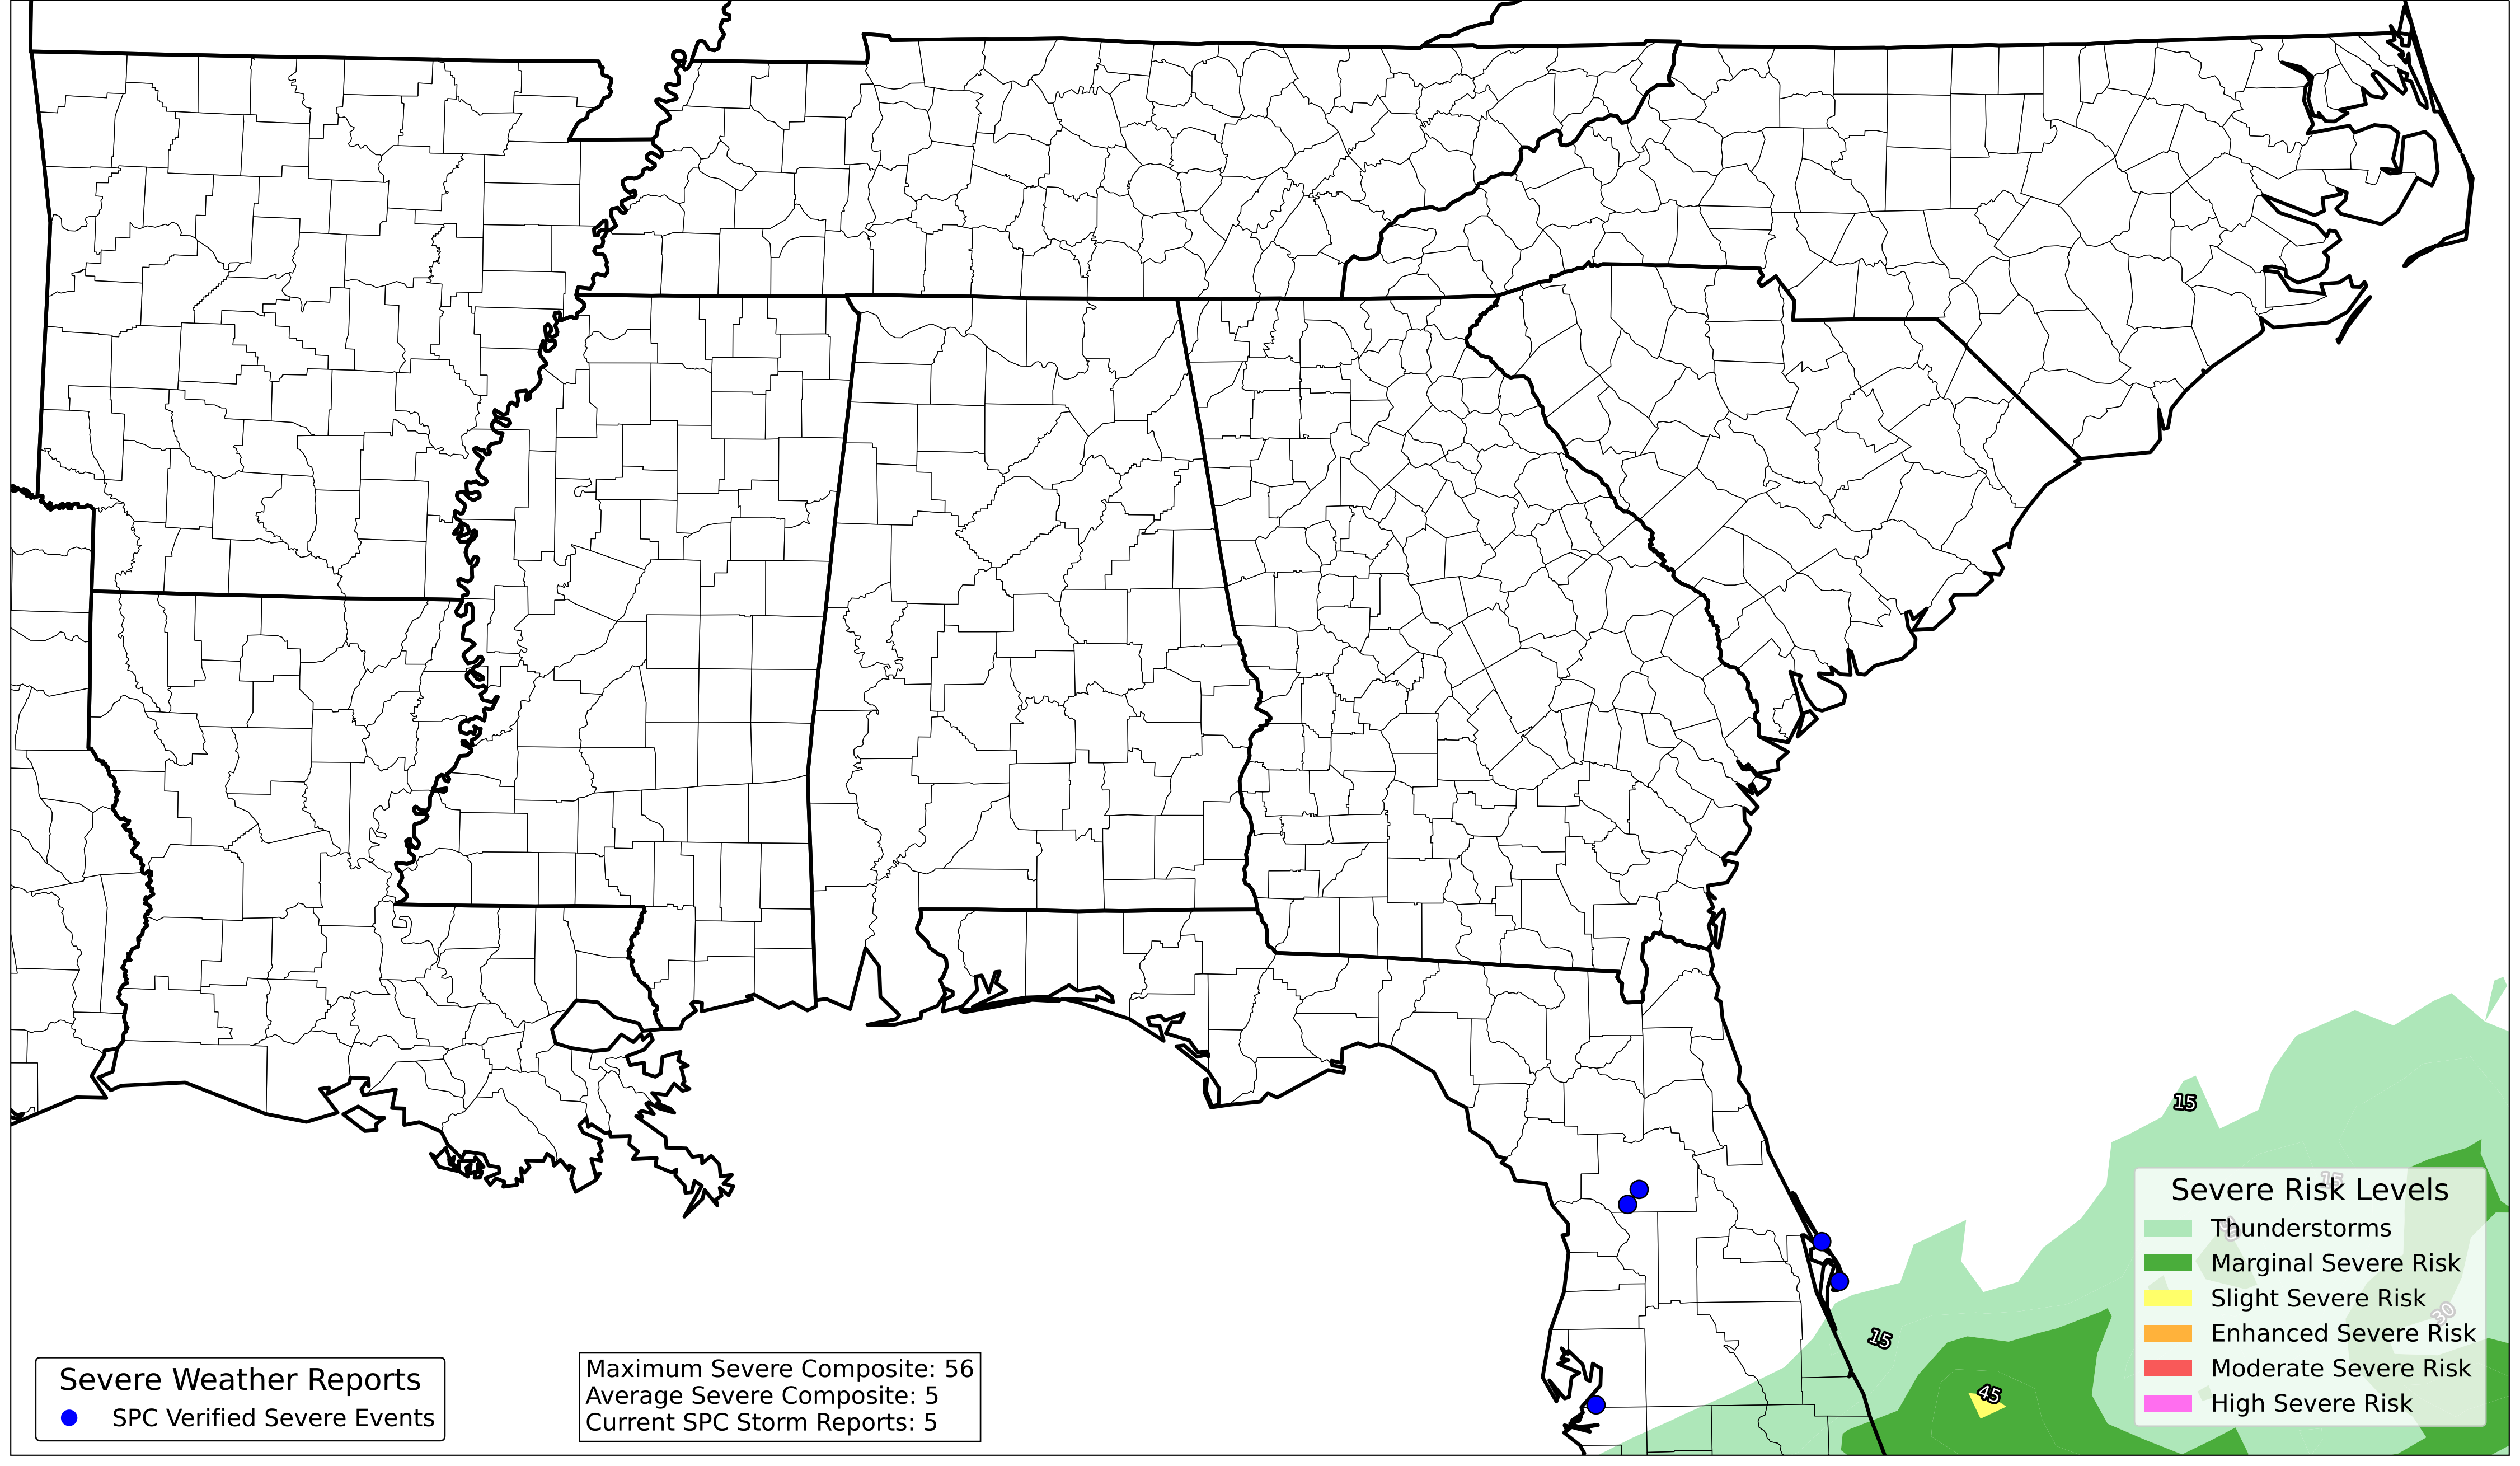 15
15
15
30
45
Severe Risk Levels
Thunderstorms
Marginal Severe Risk
Slight Severe Risk
Enhanced Severe Risk
Moderate Severe Risk
High Severe Risk
Severe Weather Reports
SPC Verified Severe Events
Maximum Severe Composite: 56
Average Severe Composite: 5
Current SPC Storm Reports: 5